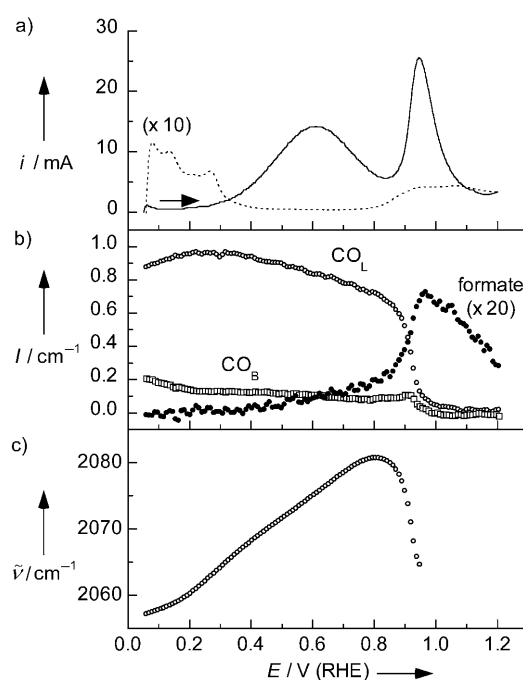 a)
30
20
10
0
i / mA
(x 10)
b)
1.0
0.8
0.6
0.4
0.2
0.0
I / cm⁻¹
CO_L
CO_B
formate
(x 20)
c)
2080
2070
2060
ν̃ / cm⁻¹
0.0 0.2 0.4 0.6 0.8 1.0 1.2
E / V (RHE)